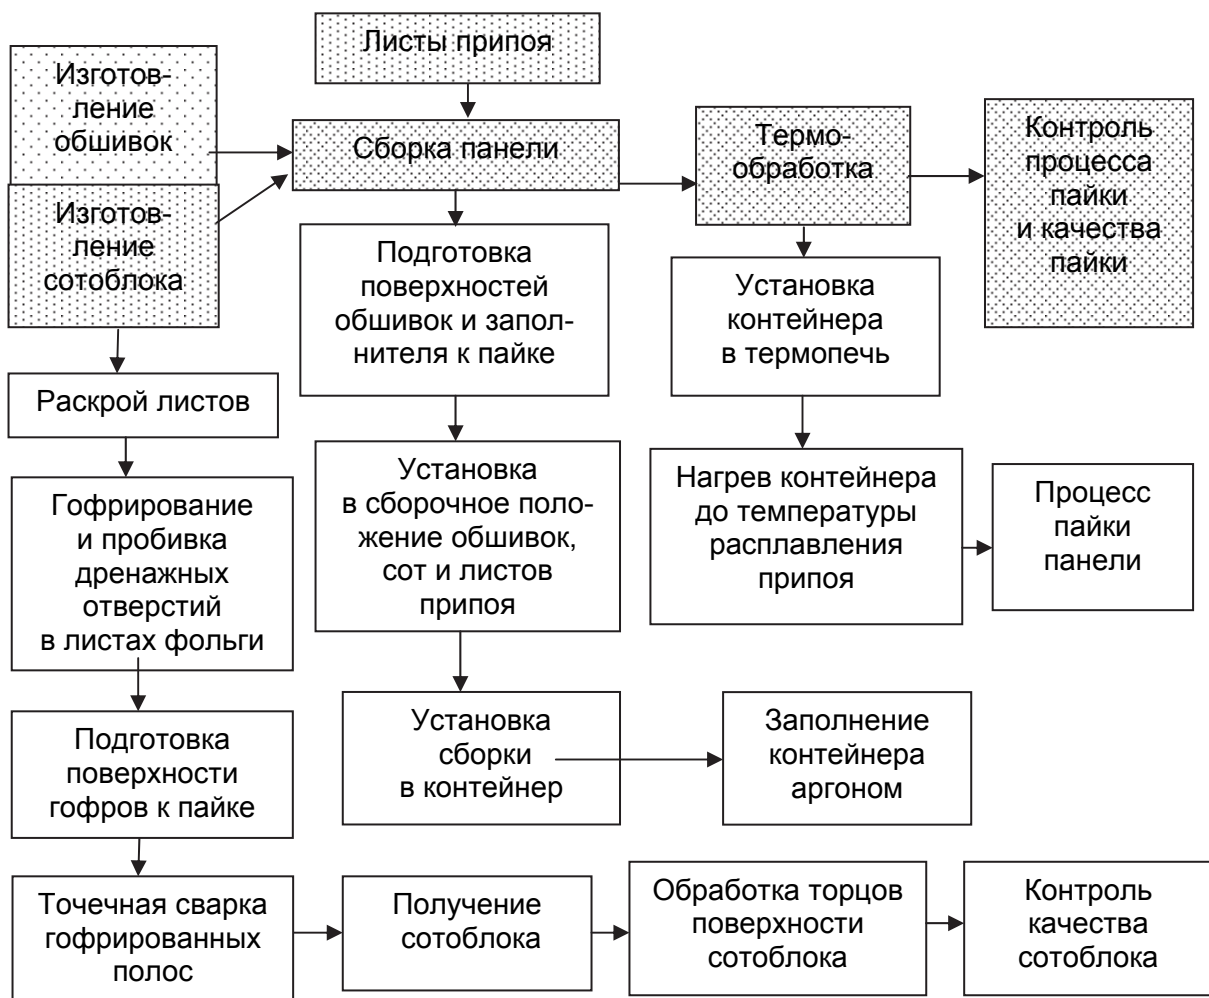 Листы припоя
Изготов-
ление
обшивок
Сборка панели
Термо-
обработка
Контроль
процесса
пайки
и качества
пайки
Изготов-
ление
сотоблока
Подготовка
поверхностей
обшивок и запол-
нителя к пайке
Установка
контейнера
в термопечь
Раскрой листов
Гофрирование
и пробивка
дренажных
отверстий
в листах фольги
Установка
в сборочное поло-
жение обшивок,
сот и листов
припоя
Нагрев контейнера
до температуры
расплавления
припоя
Процесс
пайки
панели
Подготовка
поверхности
гофров к пайке
Установка
сборки
в контейнер
Заполнение
контейнера
аргоном
Точечная сварка
гофрированных
полос
Получение
сотоблока
Обработка торцов
поверхности
сотоблока
Контроль
качества
сотоблока